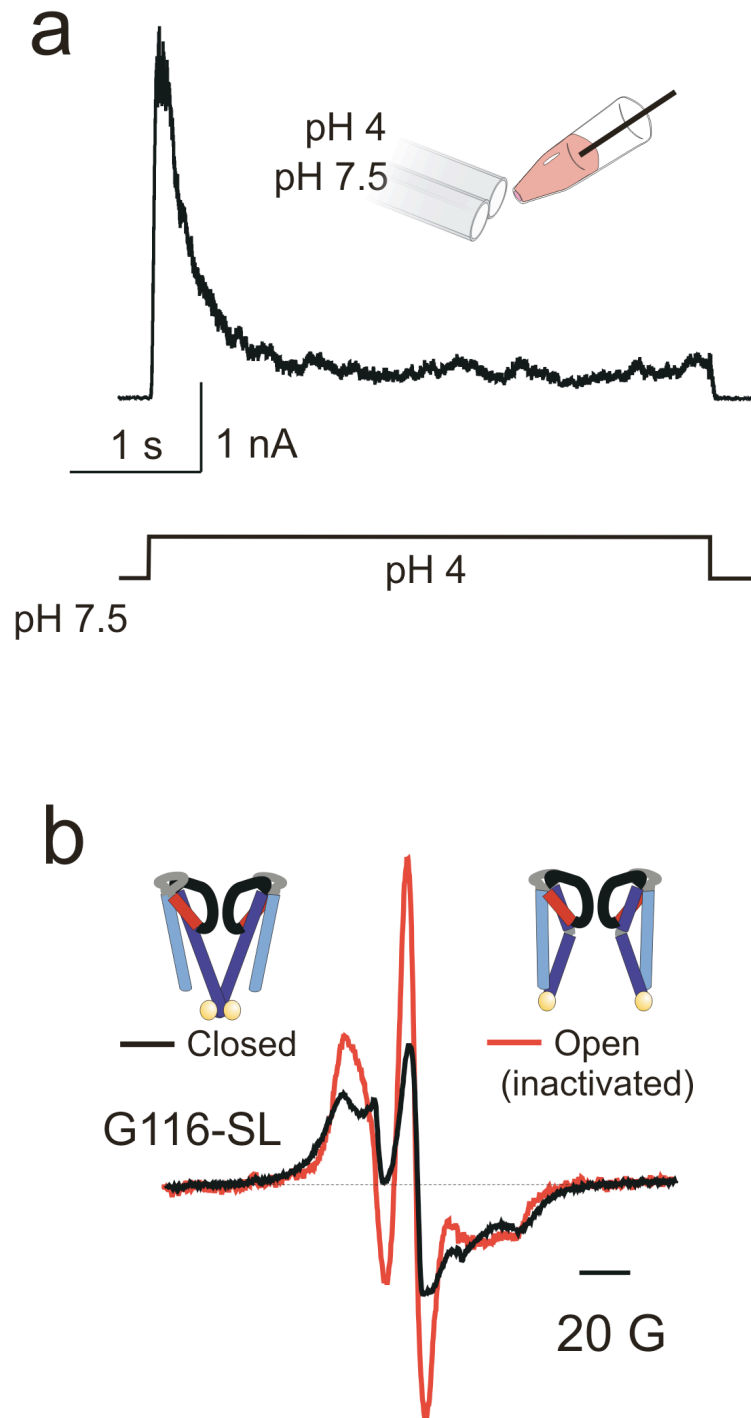 a
pH 4
pH 7.5
1 s
1 nA
pH 4
pH 7.5
b
Closed
Open
(inactivated)
G116-SL
20 G